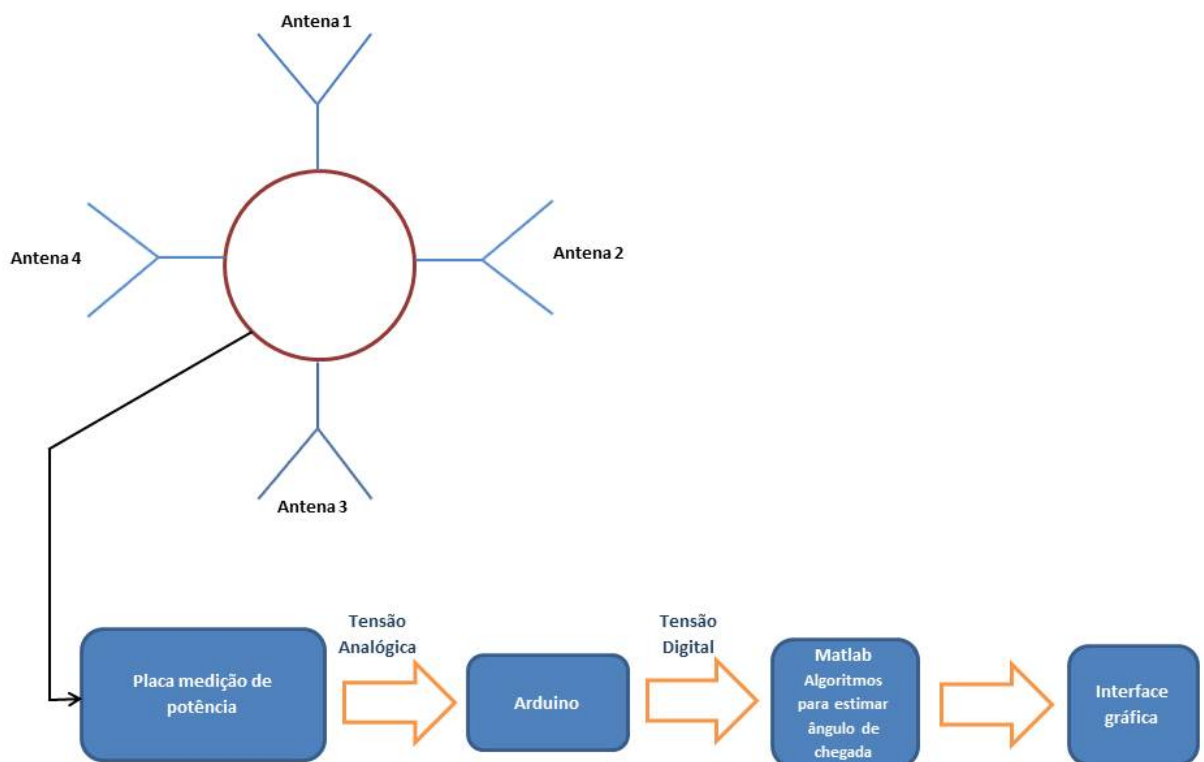 Antena 1
Antena 4
Antena 2
Antena 3
Tensão
Analógica
Tensão
Digital
Placa medição de
potência
Arduino
Matlab
Algoritmos
para estimar
ângulo de
chegada
Interface
gráfica